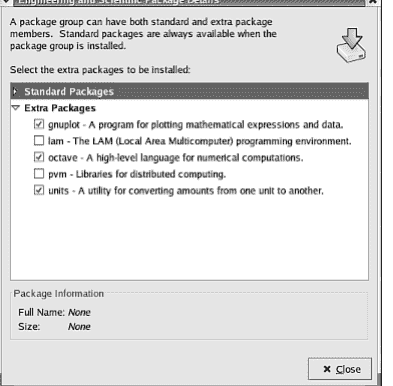 Engineering and Scientific Package Details
A package group can have both standard and extra package
members. Standard packages are always available when the
package group is installed.
Select the extra packages to be installed:
Standard Packages
Extra Packages
gnuplot - A program for plotting mathematical expressions and data.
lam - The LAM (Local Area Multicomputer) programming environment.
octave - A high-level language for numerical computations.
pvm - Libraries for distributed computing.
units - A utility for converting amounts from one unit to another.
Package Information
Full Name: None
Size: None
Close